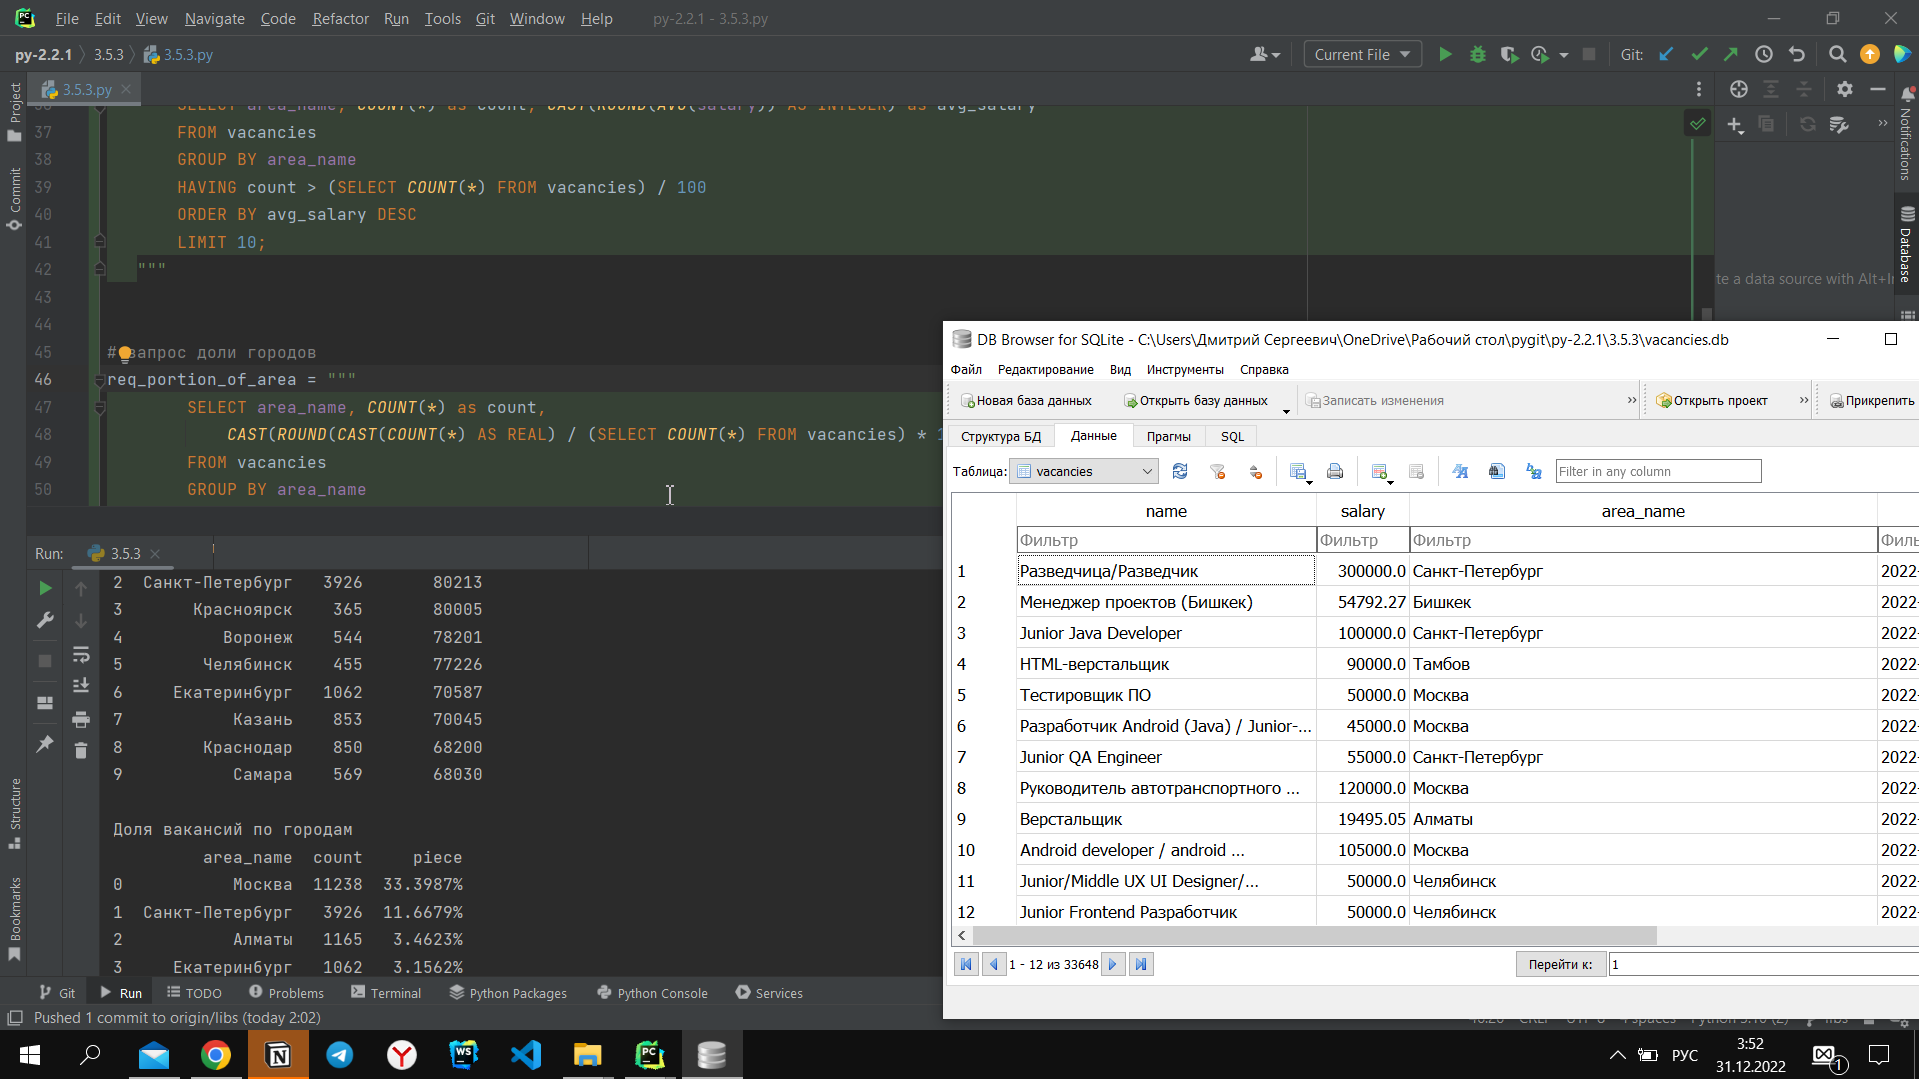 File Edit View Navigate Code Refactor Run Tools Git Window Help py-2.2.1 - 3.5.3.py
py-2.2.1 3.5.3 3.5.3.py Current File Git:
Project
Commit
Structure
Bookmarks
3.5.3.py
36 SELECT area_name, COUNT(*) as count, CAST(ROUND(AVG(salary)) AS INTEGER) as avg_salary
37 FROM vacancies
38 GROUP BY area_name
39 HAVING count > (SELECT COUNT(*) FROM vacancies) / 100
40 ORDER BY avg_salary DESC
41 LIMIT 10;
42 """
43
44
45 # запрос доли городов
46 req_portion_of_area = """
47 SELECT area_name, COUNT(*) as count,
48 CAST(ROUND(CAST(COUNT(*) AS REAL) / (SELECT COUNT(*) FROM vacancies) *
49 FROM vacancies
50 GROUP BY area_name
Notifications
Database
te a data source with Alt+I
Run: 3.5.3
2 Санкт-Петербург 3926 80213
3 Красноярск 365 80005
4 Воронеж 544 78201
5 Челябинск 455 77226
6 Екатеринбург 1062 70587
7 Казань 853 70045
8 Краснодар 850 68200
9 Самара 569 68030
Доля вакансий по городам
area_name count piece
0 Москва 11238 33.3987%
1 Санкт-Петербург 3926 11.6679%
2 Алматы 1165 3.4623%
3 Екатеринбург 1062 3.1562%
DB Browser for SQLite - C:\Users\Дмитрий Сергеевич\OneDrive\Рабочий стол\pygit\py-2.2.1\3.5.3\vacancies.db
Файл Редактирование Вид Инструменты Справка
Новая база данных Открыть базу данных Записать изменения Открыть проект Прикрепить
Структура БД Данные Прагмы SQL
Таблица: vacancies Filter in any column
name salary area_name
Фильтр Фильтр Фильтр Филь
1 Разведчица/Разведчик 300000.0 Санкт-Петербург 2022-
2 Менеджер проектов (Бишкек) 54792.27 Бишкек 2022-
3 Junior Java Developer 100000.0 Санкт-Петербург 2022-
4 HTML-верстальщик 90000.0 Тамбов 2022-
5 Тестировщик ПО 50000.0 Москва 2022-
6 Разработчик Android (Java) / Junior-... 45000.0 Москва 2022-
7 Junior QA Engineer 55000.0 Санкт-Петербург 2022-
8 Руководитель автотранспортного ... 120000.0 Москва 2022-
9 Верстальщик 19495.05 Алматы 2022-
10 Android developer / android ... 105000.0 Москва 2022-
11 Junior/Middle UX UI Designer/... 50000.0 Челябинск 2022-
12 Junior Frontend Разработчик 50000.0 Челябинск 2022-
1 - 12 из 33648 Перейти к: 1
Git Run TODO Problems Terminal Python Packages Python Console Services
Pushed 1 commit to origin/libs (today 2:02)
РУС 3:52
31.12.2022 1